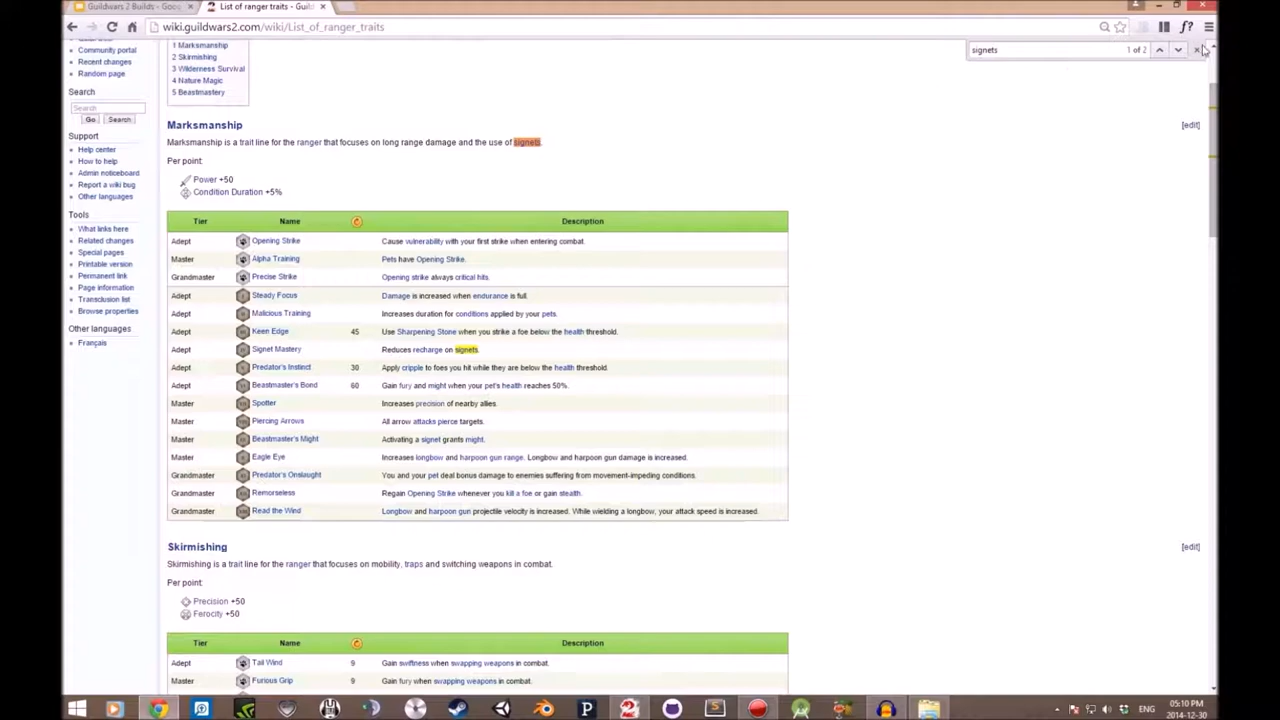 Guildwars 2 Builds - Goog
List of ranger traits - Guild
wiki.guildwars2.com/wiki/List_of_ranger_traits
signets 1 of 2
Community portal
Recent changes
Random page
Search
Search
Go Search
Support
Help center
How to help
Admin noticeboard
Report a wiki bug
Other languages
Tools
What links here
Related changes
Special pages
Printable version
Permanent link
Page information
Transclusion list
Browse properties
Other languages
Français
1 Marksmanship
2 Skirmishing
3 Wilderness Survival
4 Nature Magic
5 Beastmastery
Marksmanship [edit]
Marksmanship is a trait line for the ranger that focuses on long range damage and the use of signets.
Per point:
Power +50
Condition Duration +5%
Tier Name Description
Adept Opening Strike Cause vulnerability with your first strike when entering combat.
Master Alpha Training Pets have Opening Strike.
Grandmaster Precise Strike Opening strike always critical hits.
Adept Steady Focus Damage is increased when endurance is full.
Adept Malicious Training Increases duration for conditions applied by your pets.
Adept Keen Edge 45 Use Sharpening Stone when you strike a foe below the health threshold.
Adept Signet Mastery Reduces recharge on signets.
Adept Predator's Instinct 30 Apply cripple to foes you hit while they are below the health threshold.
Adept Beastmaster's Bond 60 Gain fury and might when your pet's health reaches 50%.
Master Spotter Increases precision of nearby allies.
Master Piercing Arrows All arrow attacks pierce targets.
Master Beastmaster's Might Activating a signet grants might.
Master Eagle Eye Increases longbow and harpoon gun range. Longbow and harpoon gun damage is increased.
Grandmaster Predator's Onslaught You and your pet deal bonus damage to enemies suffering from movement-impeding conditions.
Grandmaster Remorseless Regain Opening Strike whenever you kill a foe or gain stealth.
Grandmaster Read the Wind Longbow and harpoon gun projectile velocity is increased. While wielding a longbow, your attack speed is increased.
Skirmishing [edit]
Skirmishing is a trait line for the ranger that focuses on mobility, traps and switching weapons in combat.
Per point:
Precision +50
Ferocity +50
Tier Name Description
Adept Tail Wind 9 Gain swiftness when swapping weapons in combat.
Master Furious Grip 9 Gain fury when swapping weapons in combat.
ENG
05:10 PM
2014-12-30